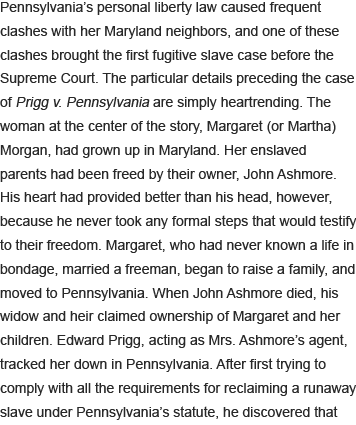 Pennsylvania’s personal liberty law caused frequent
clashes with her Maryland neighbors, and one of these
clashes brought the first fugitive slave case before the
Supreme Court. The particular details preceding the case
of Prigg v. Pennsylvania are simply heartrending. The
woman at the center of the story, Margaret (or Martha)
Morgan, had grown up in Maryland. Her enslaved
parents had been freed by their owner, John Ashmore.
His heart had provided better than his head, however,
because he never took any formal steps that would testify
to their freedom. Margaret, who had never known a life in
bondage, married a freeman, began to raise a family, and
moved to Pennsylvania. When John Ashmore died, his
widow and heir claimed ownership of Margaret and her
children. Edward Prigg, acting as Mrs. Ashmore’s agent,
tracked her down in Pennsylvania. After first trying to
comply with all the requirements for reclaiming a runaway
slave under Pennsylvania’s statute, he discovered that